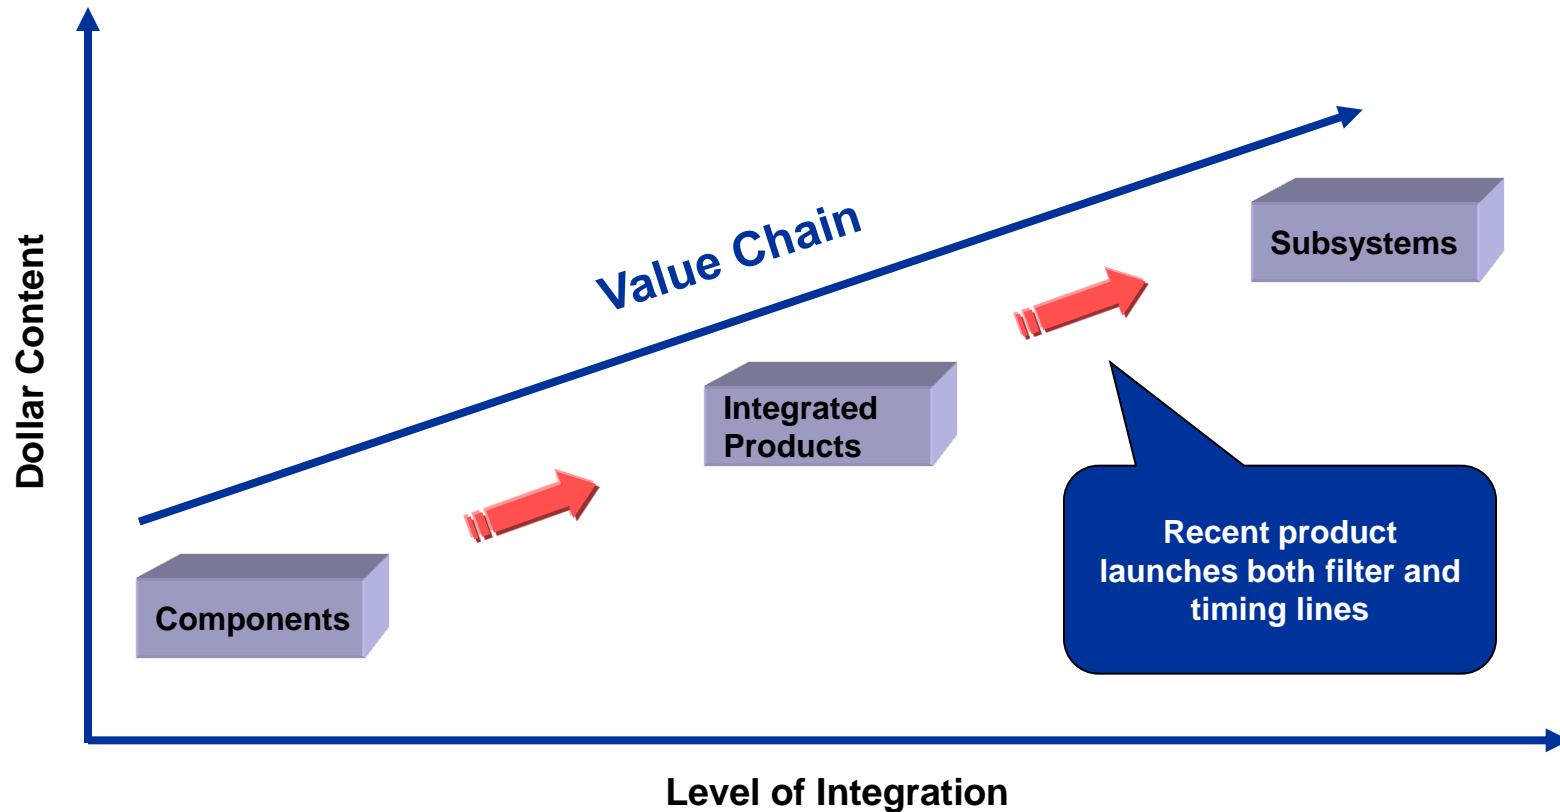 Dollar Content
Value Chain
Subsystems
Integrated
Products
Components
Recent product
launches both filter and
timing lines
Level of Integration